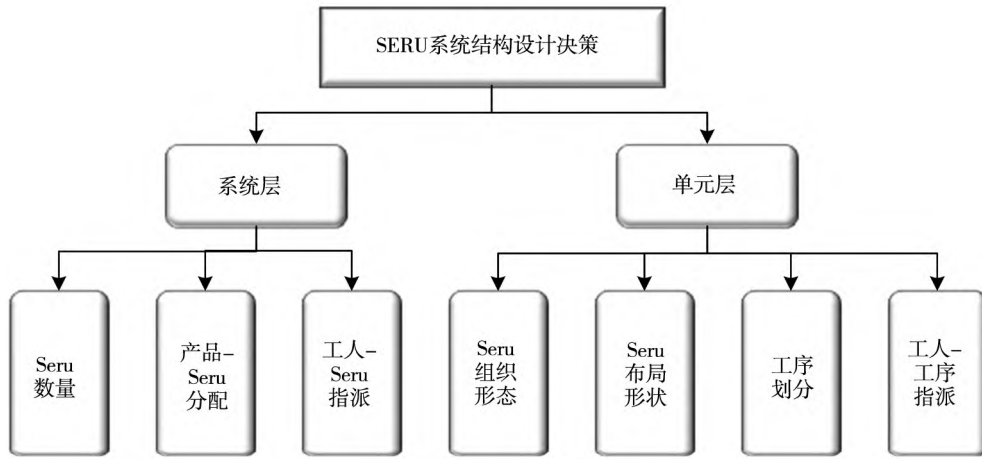 SERU系统结构设计决策
系统层
单元层
Seru
数量
产品-
Seru
分配
工人-
Seru
指派
Seru
组织
形态
Seru
布局
形状
工序
划分
工人-
工序
指派